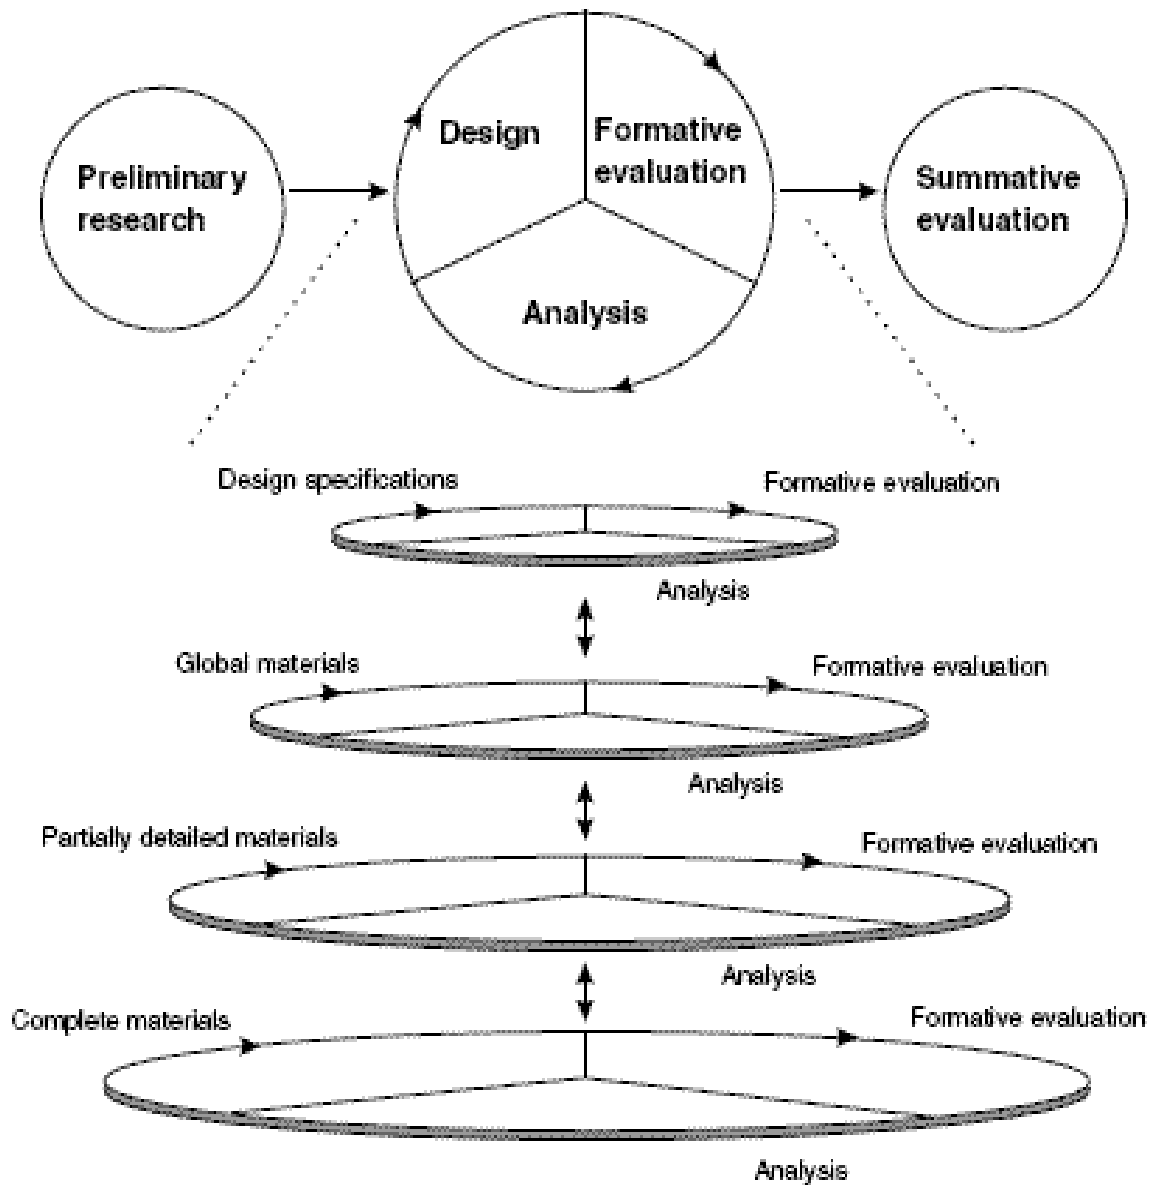 Preliminary
research
Design
Formative
evaluation
Analysis
Summative
evaluation
Design specifications
Formative evaluation
Analysis
Global materials
Formative evaluation
Analysis
Partially detailed materials
Formative evaluation
Analysis
Complete materials
Formative evaluation
Analysis